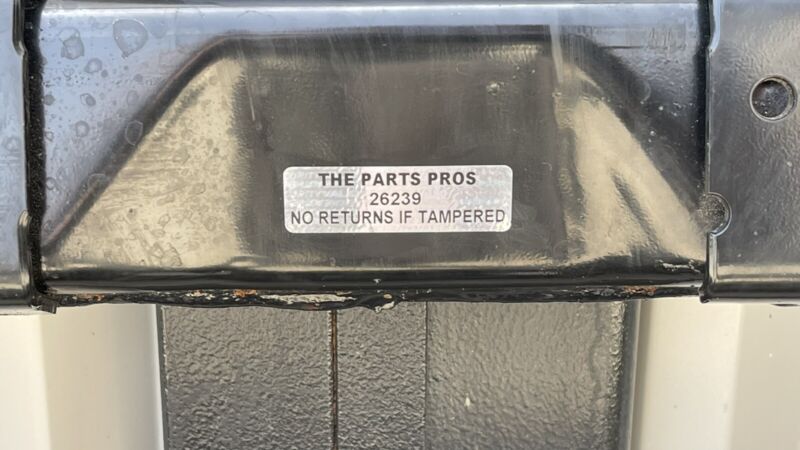 THE PARTS PROS
26239
NO RETURNS IF TAMPERED